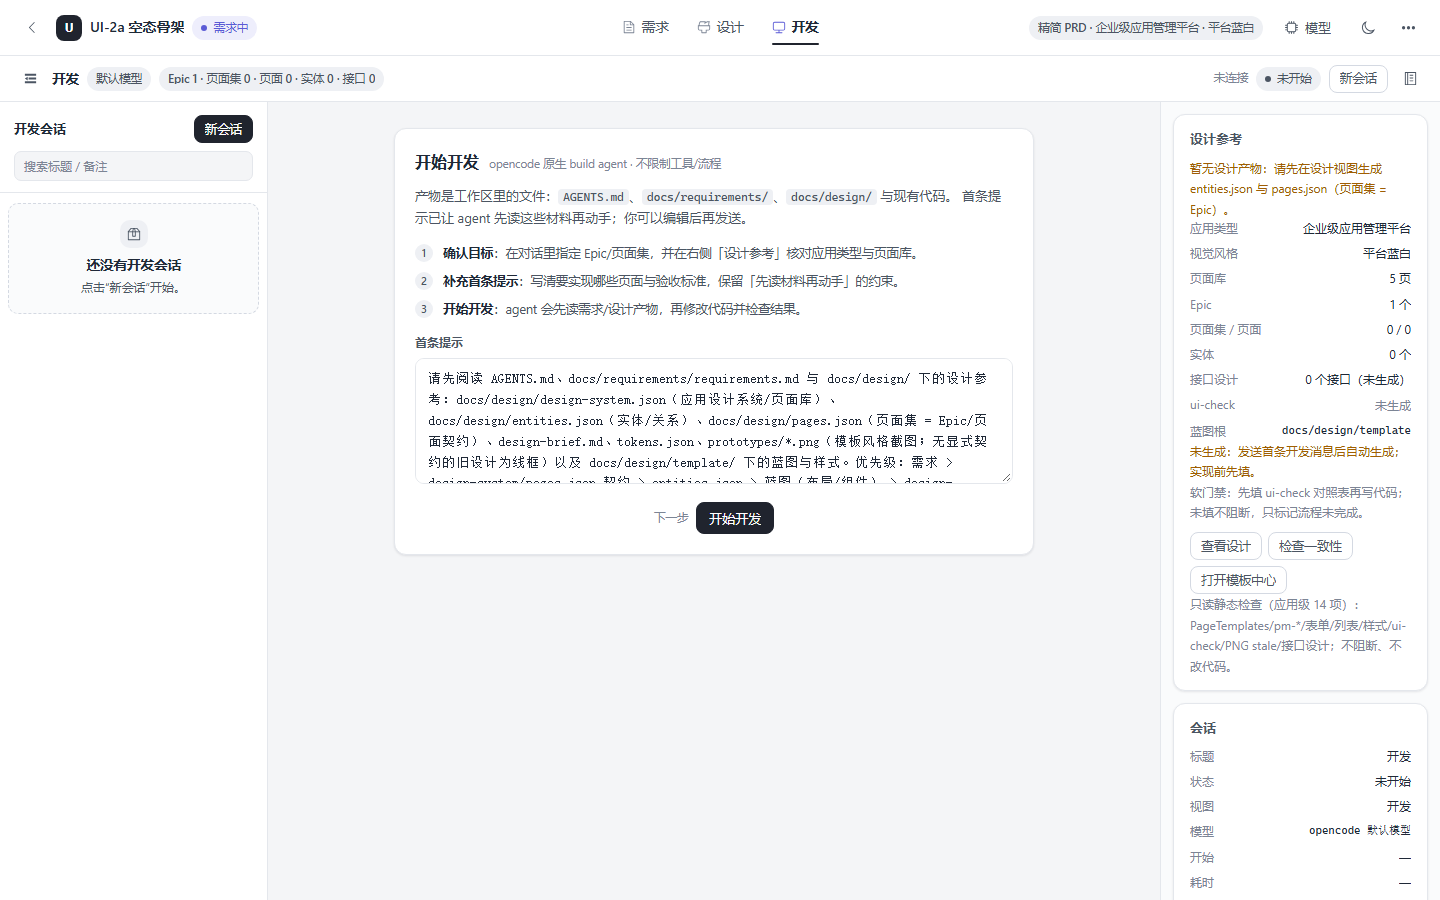 U
UI-2a 空态骨架
需求中
需求
设计
开发
精简 PRD · 企业级应用管理平台 · 平台蓝白
模型
开发
默认模型
Epic 1 · 页面集 0 · 页面 0 · 实体 0 · 接口 0
未连接
未开始
新会话
开发会话
新会话
搜索标题 / 备注
还没有开发会话
点击“新会话”开始。
开始开发 opencode 原生 build agent · 不限制工具/流程
产物是工作区里的文件： AGENTS.md 、 docs/requirements/ 、 docs/design/ 与现有代码。 首条提
示已让 agent 先读这些材料再动手；你可以编辑后再发送。
1 确认目标：在对话里指定 Epic/页面集，并在右侧「设计参考」核对应用类型与页面库。
2 补充首条提示：写清要实现哪些页面与验收标准，保留「先读材料再动手」的约束。
3 开始开发：agent 会先读需求/设计产物，再修改代码并检查结果。
首条提示
请先阅读 AGENTS.md、docs/requirements/requirements.md 与 docs/design/ 下的设计参
考：docs/design/design-system.json（应用设计系统/页面库）、
docs/design/entities.json（实体/关系）、docs/design/pages.json（页面集 = Epic/页
面契约）、design-brief.md、tokens.json、prototypes/*.png（模板风格截图；无显式契
约的旧设计为线框）以及 docs/design/template/ 下的蓝图与样式。优先级：需求 >
design-system/pages.json 契约 > entities.json > 蓝图（布局/组件） > design-
下一步
开始开发
设计参考
暂无设计产物：请先在设计视图生成
entities.json 与 pages.json（页面集 =
Epic）。
应用类型 企业级应用管理平台
视觉风格 平台蓝白
页面库 5 页
Epic 1 个
页面集 / 页面 0 / 0
实体 0 个
接口设计 0 个接口（未生成）
ui-check 未生成
蓝图根 docs/design/template
未生成：发送首条开发消息后自动生成；
实现前先填。
软门禁：先填 ui-check 对照表再写代码；
未填不阻断，只标记流程未完成。
查看设计
检查一致性
打开模板中心
只读静态检查（应用级 14 项）：
PageTemplates/pm-*/表单/列表/样式/ui-
check/PNG stale/接口设计；不阻断、不
改代码。
会话
标题 开发
状态 未开始
视图 开发
模型 opencode 默认模型
开始 —
耗时 —